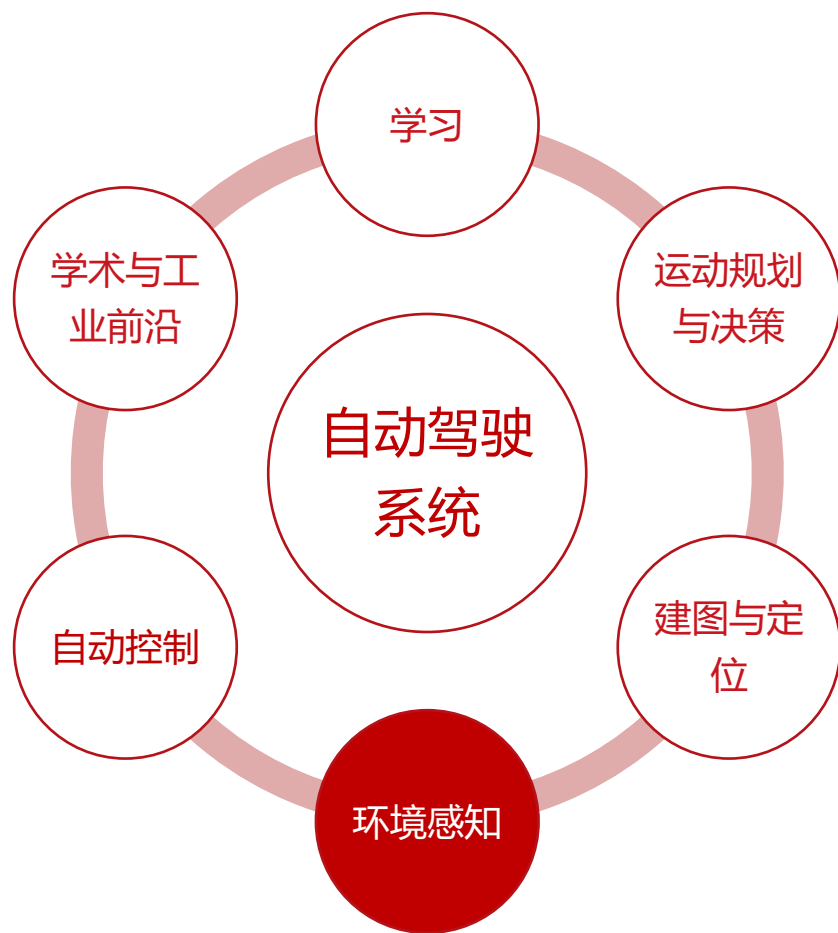 学习
学术与工
业前沿
运动规划
与决策
自动驾驶
系统
自动控制
建图与定
位
环境感知